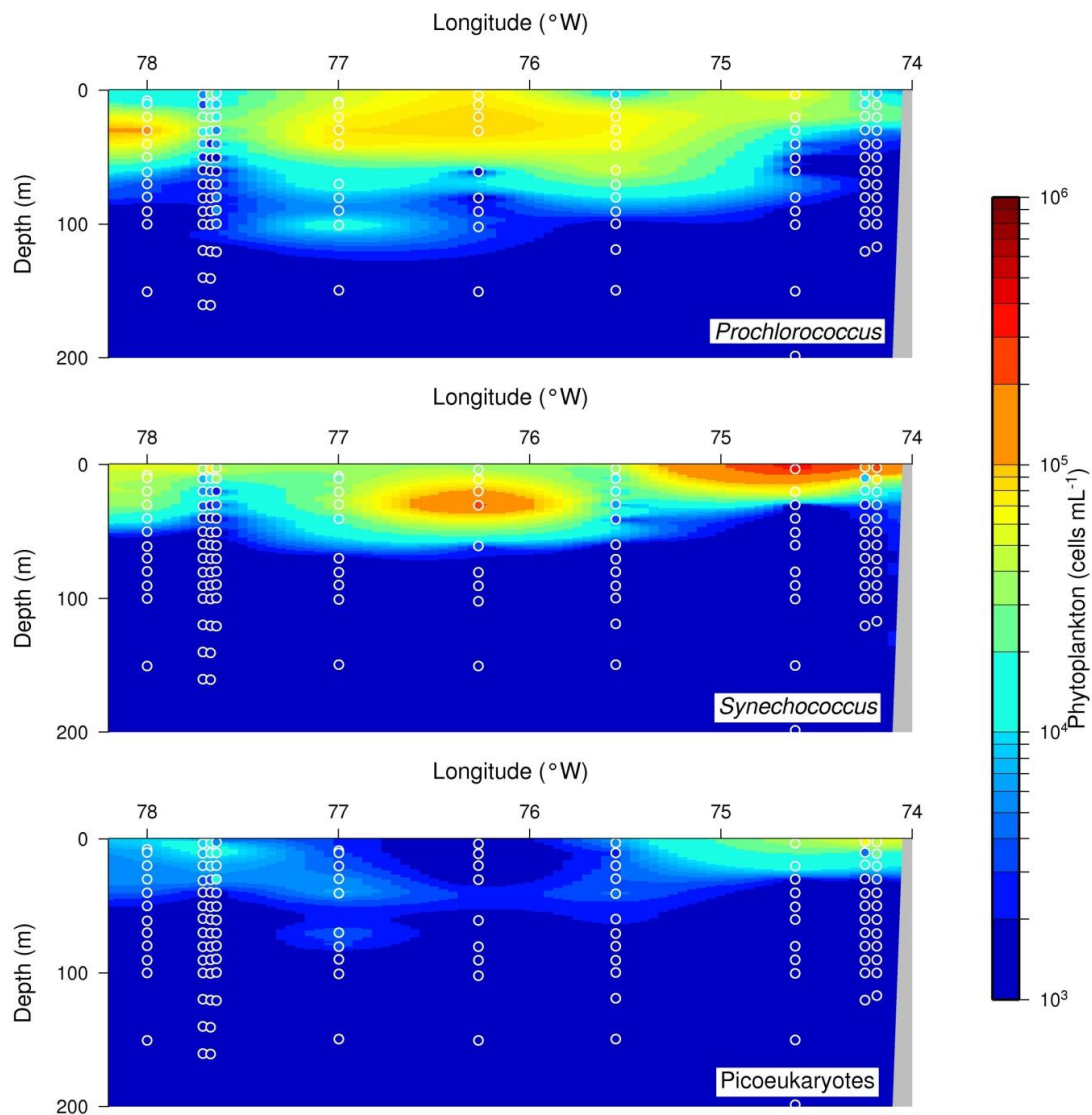 Longitude (°W)
78 77 76 75 74
0
100
200
Depth (m)
Prochlorococcus
Longitude (°W)
78 77 76 75 74
0
100
200
Depth (m)
Synechococcus
Longitude (°W)
78 77 76 75 74
0
100
200
Depth (m)
Picoeukaryotes
10⁶
10⁵
10⁴
10³
Phytoplankton (cells mL⁻¹)